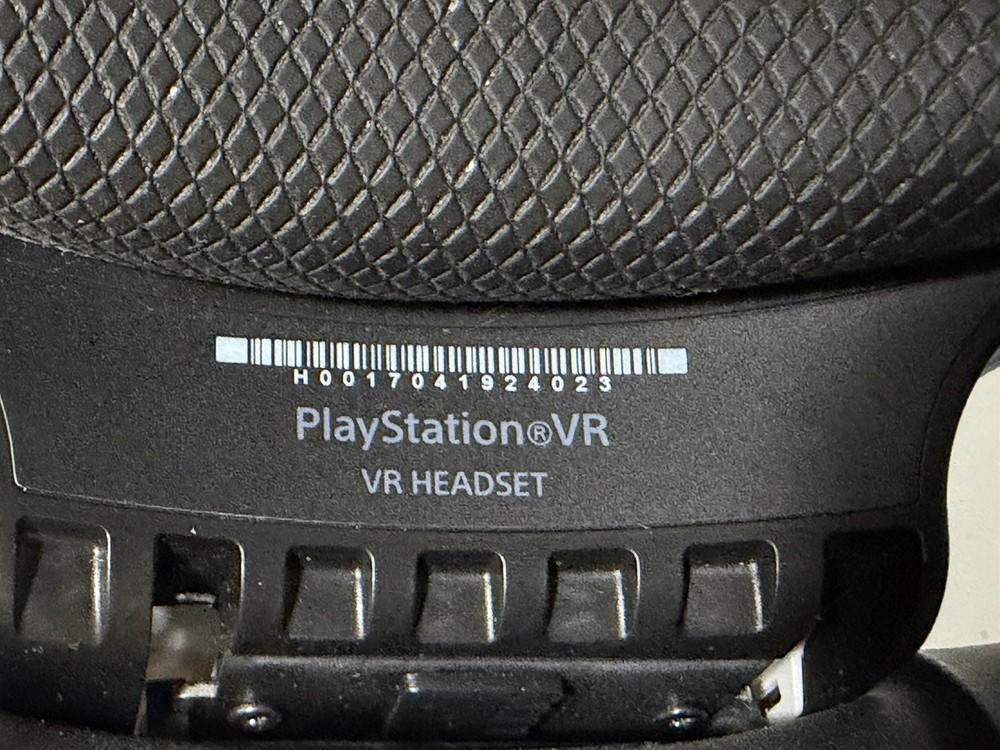 H0017041924023
PlayStation®VR
VR HEADSET